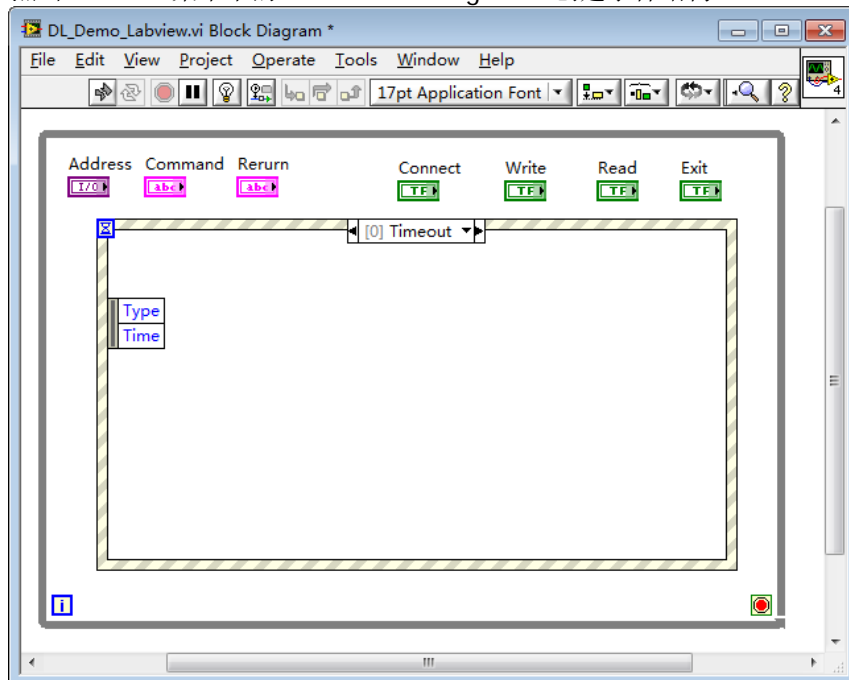 DL_Demo_Labview.vi Block Diagram *
File Edit View Project Operate Tools Window Help
17pt Application Font
4
Address Command Rerurn Connect Write Read Exit
I/O abc abc TF TF TF TF
[0] Timeout
Type
Time
i